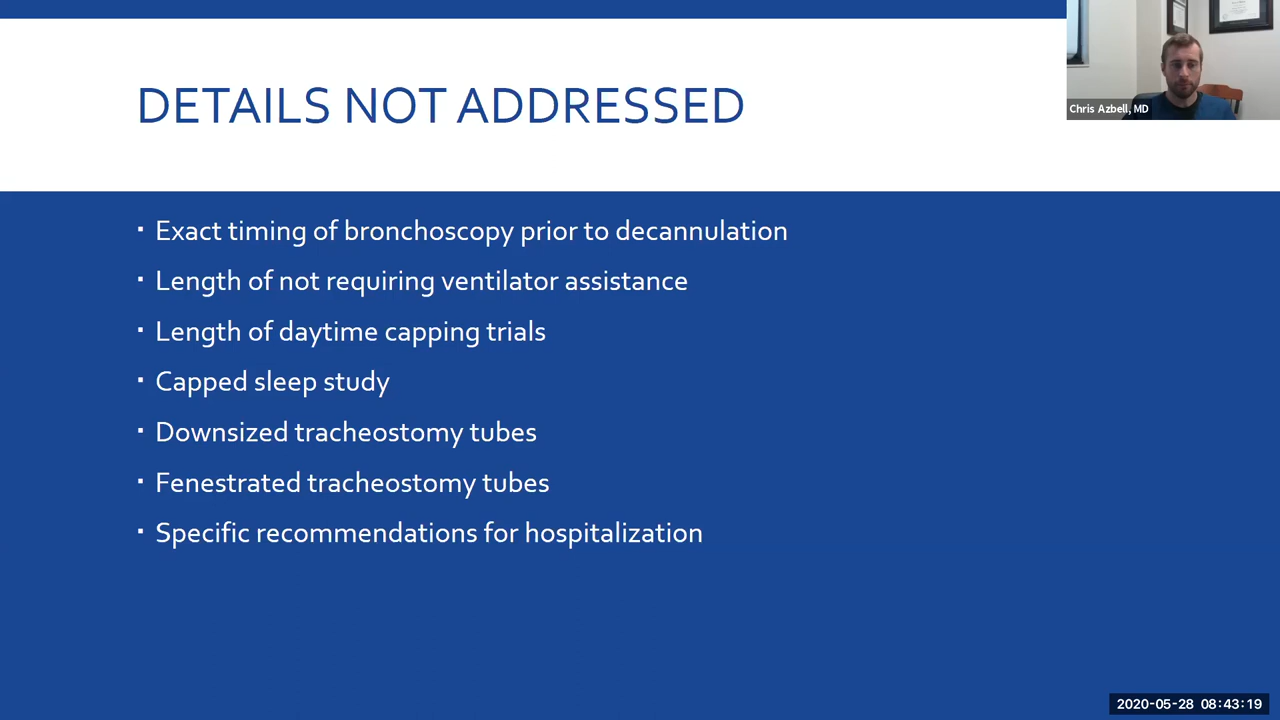 DETAILS NOT ADDRESSED
Chris Azbell, MD
▪ Exact timing of bronchoscopy prior to decannulation
▪ Length of not requiring ventilator assistance
▪ Length of daytime capping trials
▪ Capped sleep study
▪ Downsized tracheostomy tubes
▪ Fenestrated tracheostomy tubes
▪ Specific recommendations for hospitalization
2020-05-28 08:43:19